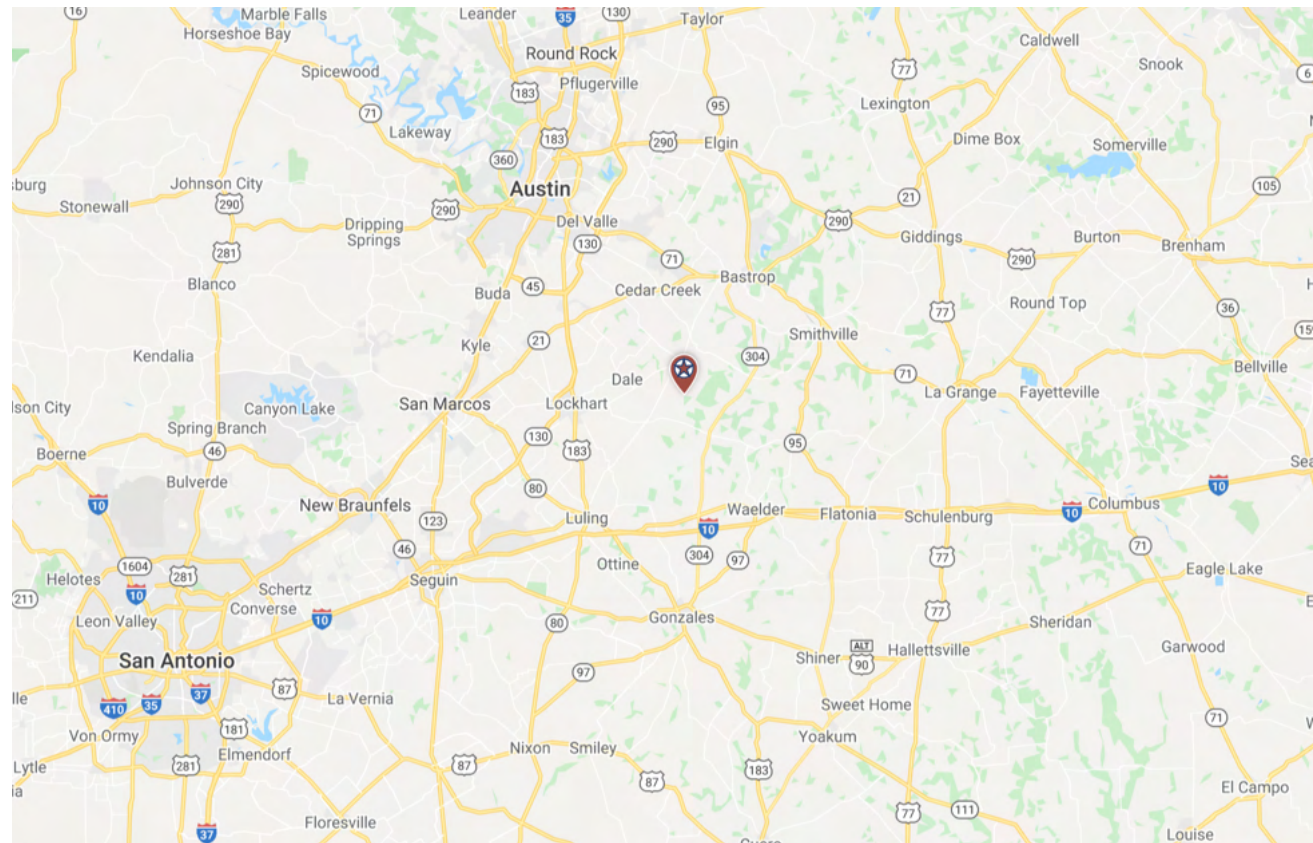 16
Marble Falls
Leander
35
130
Taylor
Horseshoe Bay
Caldwell
Round Rock
Snook
Spicewood
77
6
183
Pflugerville
71
95
Lexington
Lakeway
183
290
Elgin
Dime Box
Somerville
360
sburg
Johnson City
Austin
105
Stonewall
290
290
21
Dripping
Springs
Del Valle
290
130
Giddings
Burton
Brenham
281
71
290
Blanco
Buda
45
Cedar Creek
Bastrop
Round Top
36
77
Kyle
21
Smithville
159
Kendalia
304
Bellville
Dale
71
lson City
Canyon Lake
San Marcos
Lockhart
La Grange
Fayetteville
Spring Branch
130
95
Boerne
46
183
Sea
Bulverde
80
10
10
New Braunfels
Luling
Waelder
Flatonia
Schulenburg
10
Columbus
123
10
71
46
304
97
77
1604
281
Ottine
Helotes
Seguin
Eagle Lake
211
10
Schertz
Converse
77
Leon Valley
10
80
Gonzales
Sheridan
San Antonio
ALT
90
Shiner
Hallettsville
Garwood
97
87
La Vernia
410
35
37
Sweet Home
71
Von Ormy
181
Yoakum
Elmendorf
Nixon
Smiley
Lytle
281
87
87
183
El Campo
77
111
Floresville
37
Louise